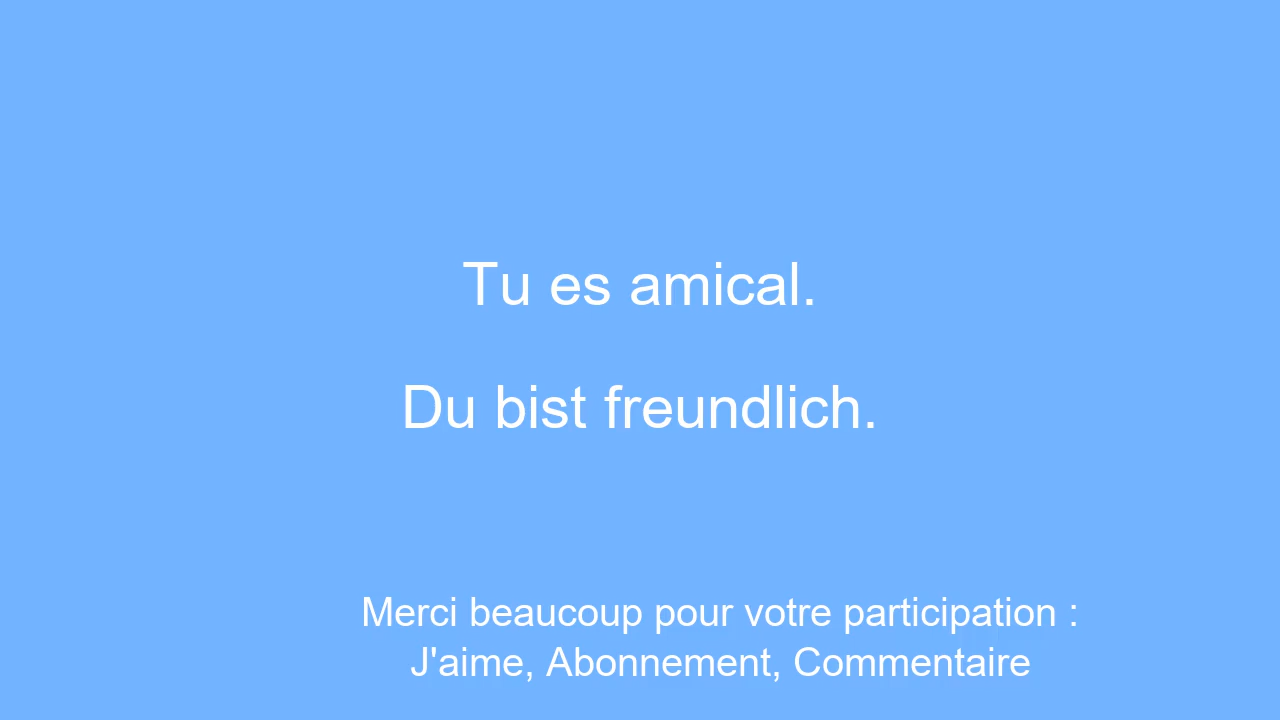 Tu es amical.
Du bist freundlich.
Merci beaucoup pour votre participation :
J'aime, Abonnement, Commentaire